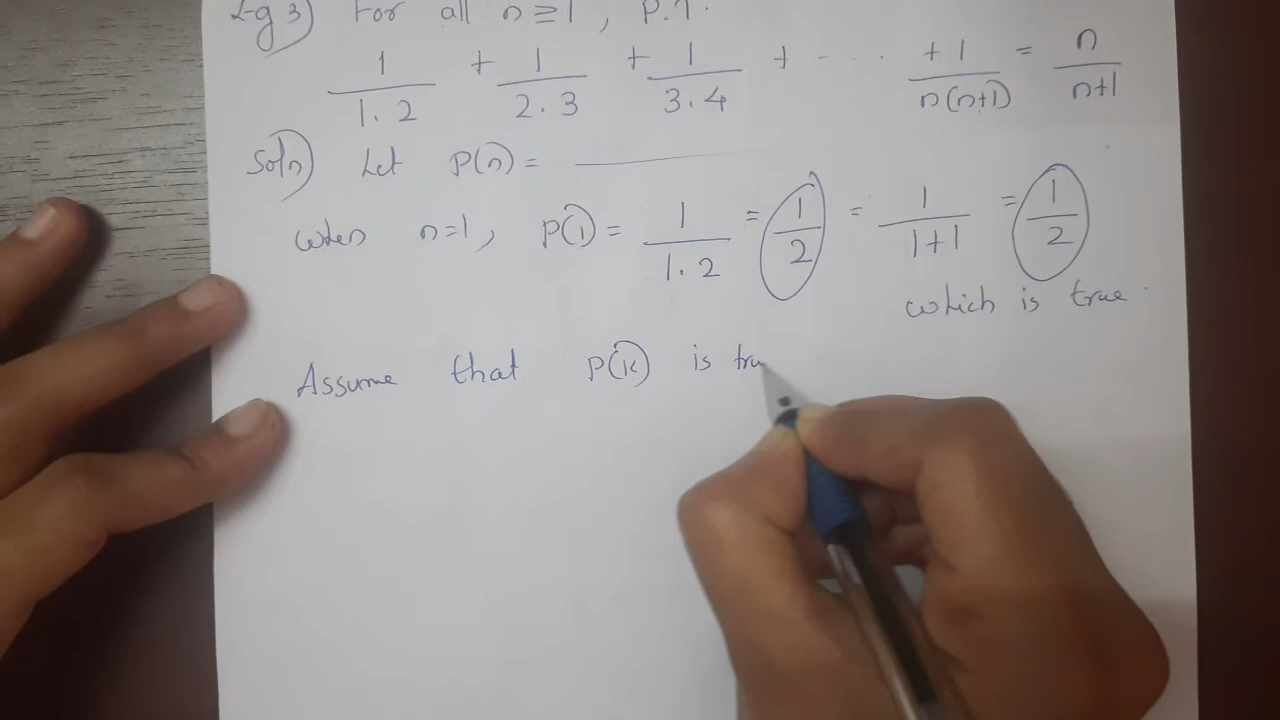 Eg 3) For all n ≥ 1, P.T.
1/1.2 + 1/2.3 + 1/3.4 + - ... + 1/n(n+1) = n/n+1
Soln) Let P(n) = ———
when n=1, P(1) = 1/1.2 = 1/2 = 1/1+1 = 1/2
which is true.
Assume that P(k) is tru